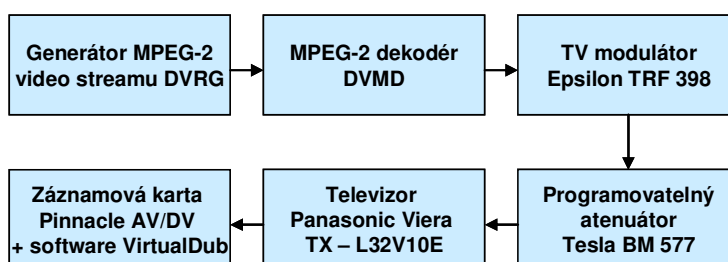 Generátor MPEG-2
video streamu DVRG
MPEG-2 dekodér
DVMD
TV modulátor
Epsilon TRF 398
Záznamová karta
Pinnacle AV/DV
+ software VirtualDub
Televizor
Panasonic Viera
TX – L32V10E
Programovatelný
atenuátor
Tesla BM 577